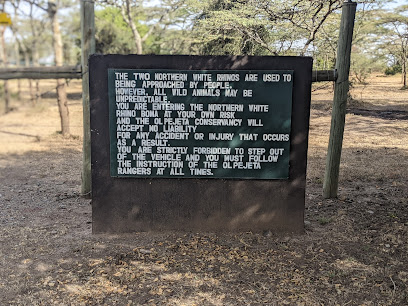 THE TWO NORTHERN WHITE RHINOS ARE USED TO
BEING APPROACHED BY PEOPLE.
HOWEVER, ALL WILD ANIMALS MAY BE
UNPREDICTABLE.
YOU ARE ENTERING THE NORTHERN WHITE
RHINO BOMA AT YOUR OWN RISK
AND THE OLPEJETA CONSERVANCY WILL
ACCEPT NO LIABILITY
FOR ANY ACCIDENT OR INJURY THAT OCCURS
AS A RESULT.
YOU ARE STRICTLY FORBIDDEN TO STEP OUT
OF THE VEHICLE AND YOU MUST FOLLOW
THE INSTRUCTION OF THE OLPEJETA
RANGERS AT ALL TIMES.